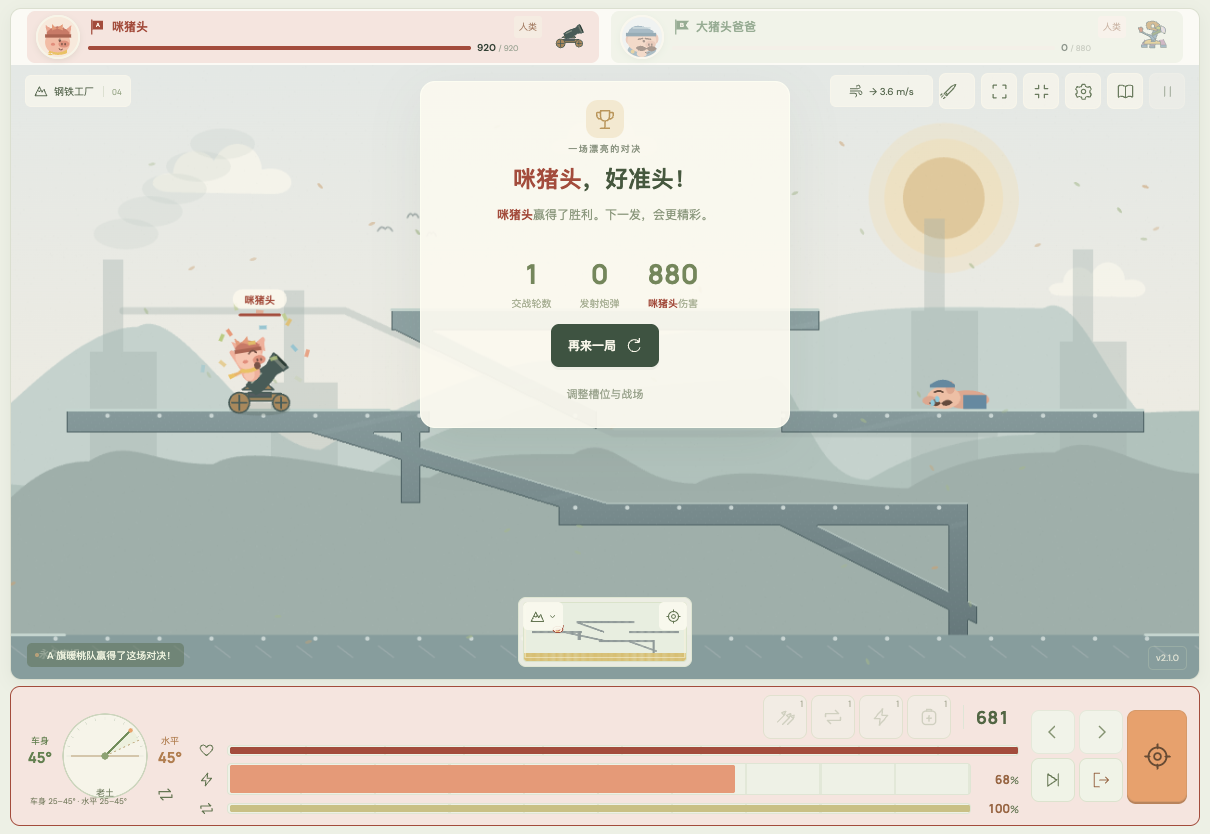 咪猪头
人类
920 / 920
大猪头爸爸
人类
0 / 880
钢铁工厂 04
→ 3.6 m/s
一场漂亮的对决
咪猪头，好准头！
咪猪头赢得了胜利。下一发，会更精彩。
1 0 880
交战轮数 发射炮弹 咪猪头伤害
再来一局
调整槽位与战场
咪猪头
A 旗暖桃队赢得了这场对决！
v2.1.0
1 1 1 1
681
车身
45°
水平
45°
老土
车身 25–45° · 水平 25–45°
68%
100%